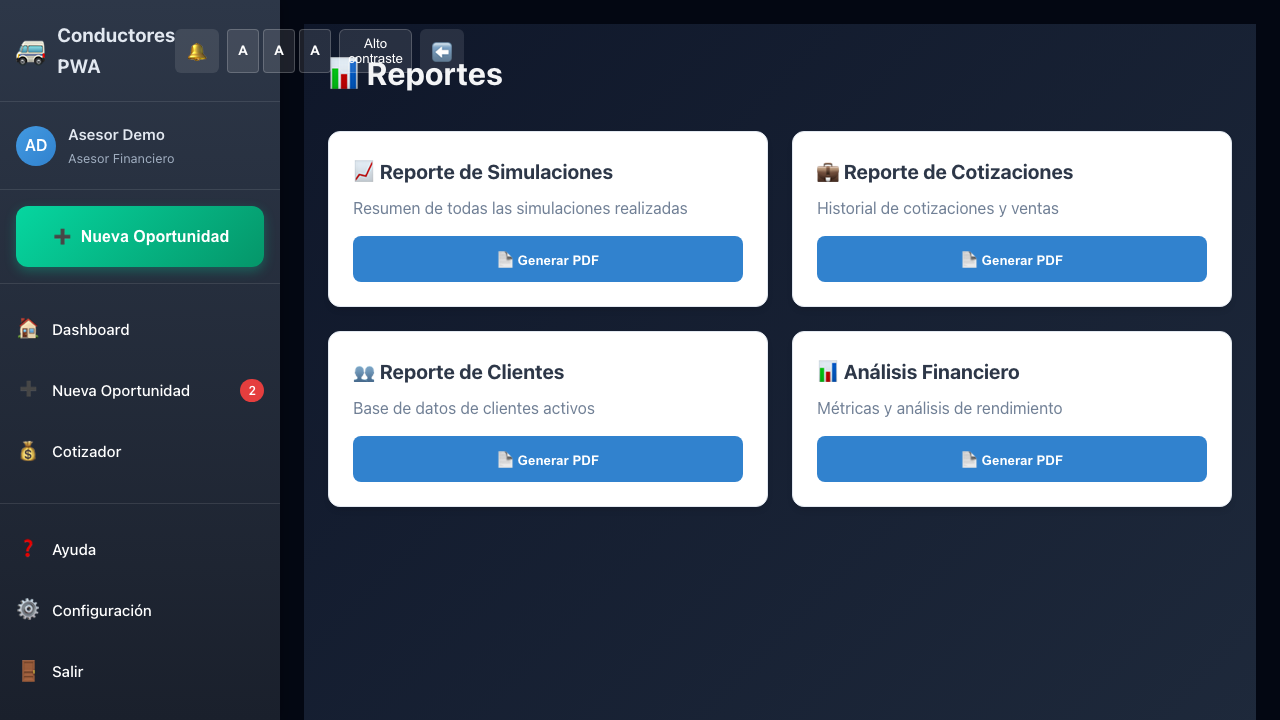 Conductores
PWA
A
A
A
Alto
contraste
AD
Asesor Demo
Asesor Financiero
Nueva Oportunidad
Dashboard
Nueva Oportunidad
2
Cotizador
Ayuda
Configuración
Salir
Reportes
Reporte de Simulaciones
Resumen de todas las simulaciones realizadas
Generar PDF
Reporte de Cotizaciones
Historial de cotizaciones y ventas
Generar PDF
Reporte de Clientes
Base de datos de clientes activos
Generar PDF
Análisis Financiero
Métricas y análisis de rendimiento
Generar PDF